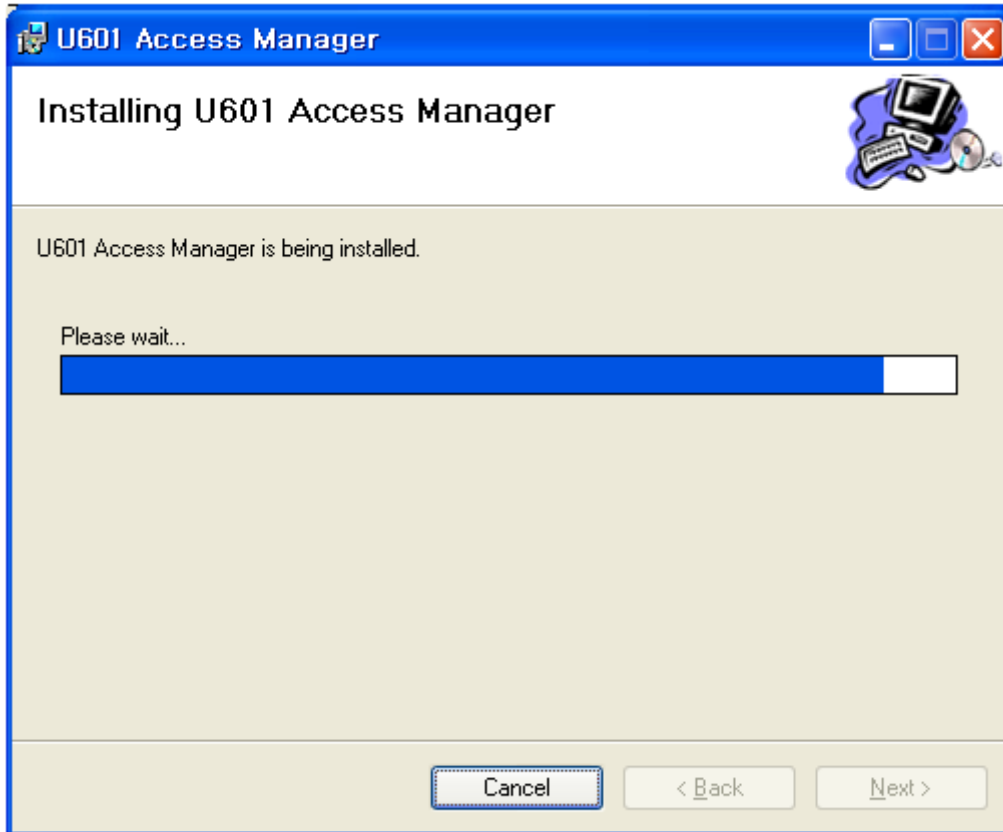 U601 Access Manager
Installing U601 Access Manager
U601 Access Manager is being installed.
Please wait...
Cancel
< Back
Next >